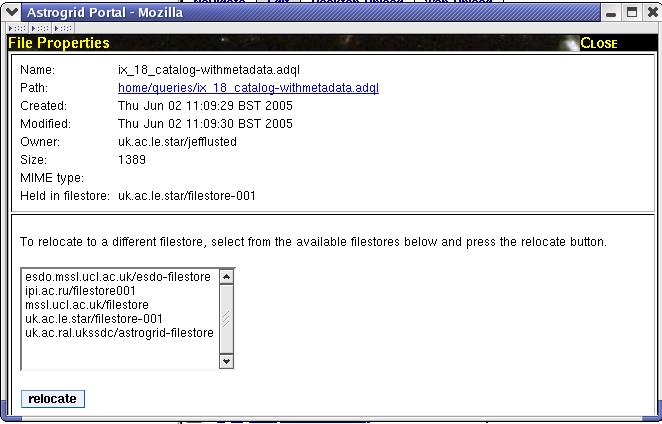 Astrogrid Portal - Mozilla
File Properties CLOSE
Name: ix_18_catalog-withmetadata.adql
Path: home/queries/ix_18_catalog-withmetadata.adql
Created: Thu Jun 02 11:09:29 BST 2005
Modified: Thu Jun 02 11:09:30 BST 2005
Owner: uk.ac.le.star/jefflusted
Size: 1389
MIME type:
Held in filestore: uk.ac.le.star/filestore-001
To relocate to a different filestore, select from the available filestores below and press the relocate button.
esdo.mssl.ucl.ac.uk/esdo-filestore
ipi.ac.ru/filestore001
mssl.ucl.ac.uk/filestore
uk.ac.le.star/filestore-001
uk.ac.ral.ukssdc/astrogrid-filestore
relocate